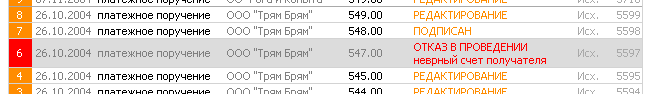 8 26.10.2004 платежное поручение ООО "Трям Брям" 549.00 РЕДАКТИРОВАНИЕ Исх. 5599
7 26.10.2004 платежное поручение ООО "Трям Брям" 548.00 ПОДПИСАН Исх. 5598
6 26.10.2004 платежное поручение ООО "Трям Брям" 547.00 ОТКАЗ В ПРОВЕДЕНИИ Исх. 5597
неврный счет получателя
4 26.10.2004 платежное поручение ООО "Трям Брям" 545.00 РЕДАКТИРОВАНИЕ Исх. 5595
3 26.10.2004 платежное поручение ООО "Трям Брям" 544.00 РЕДАКТИРОВАНИЕ Исх. 5594